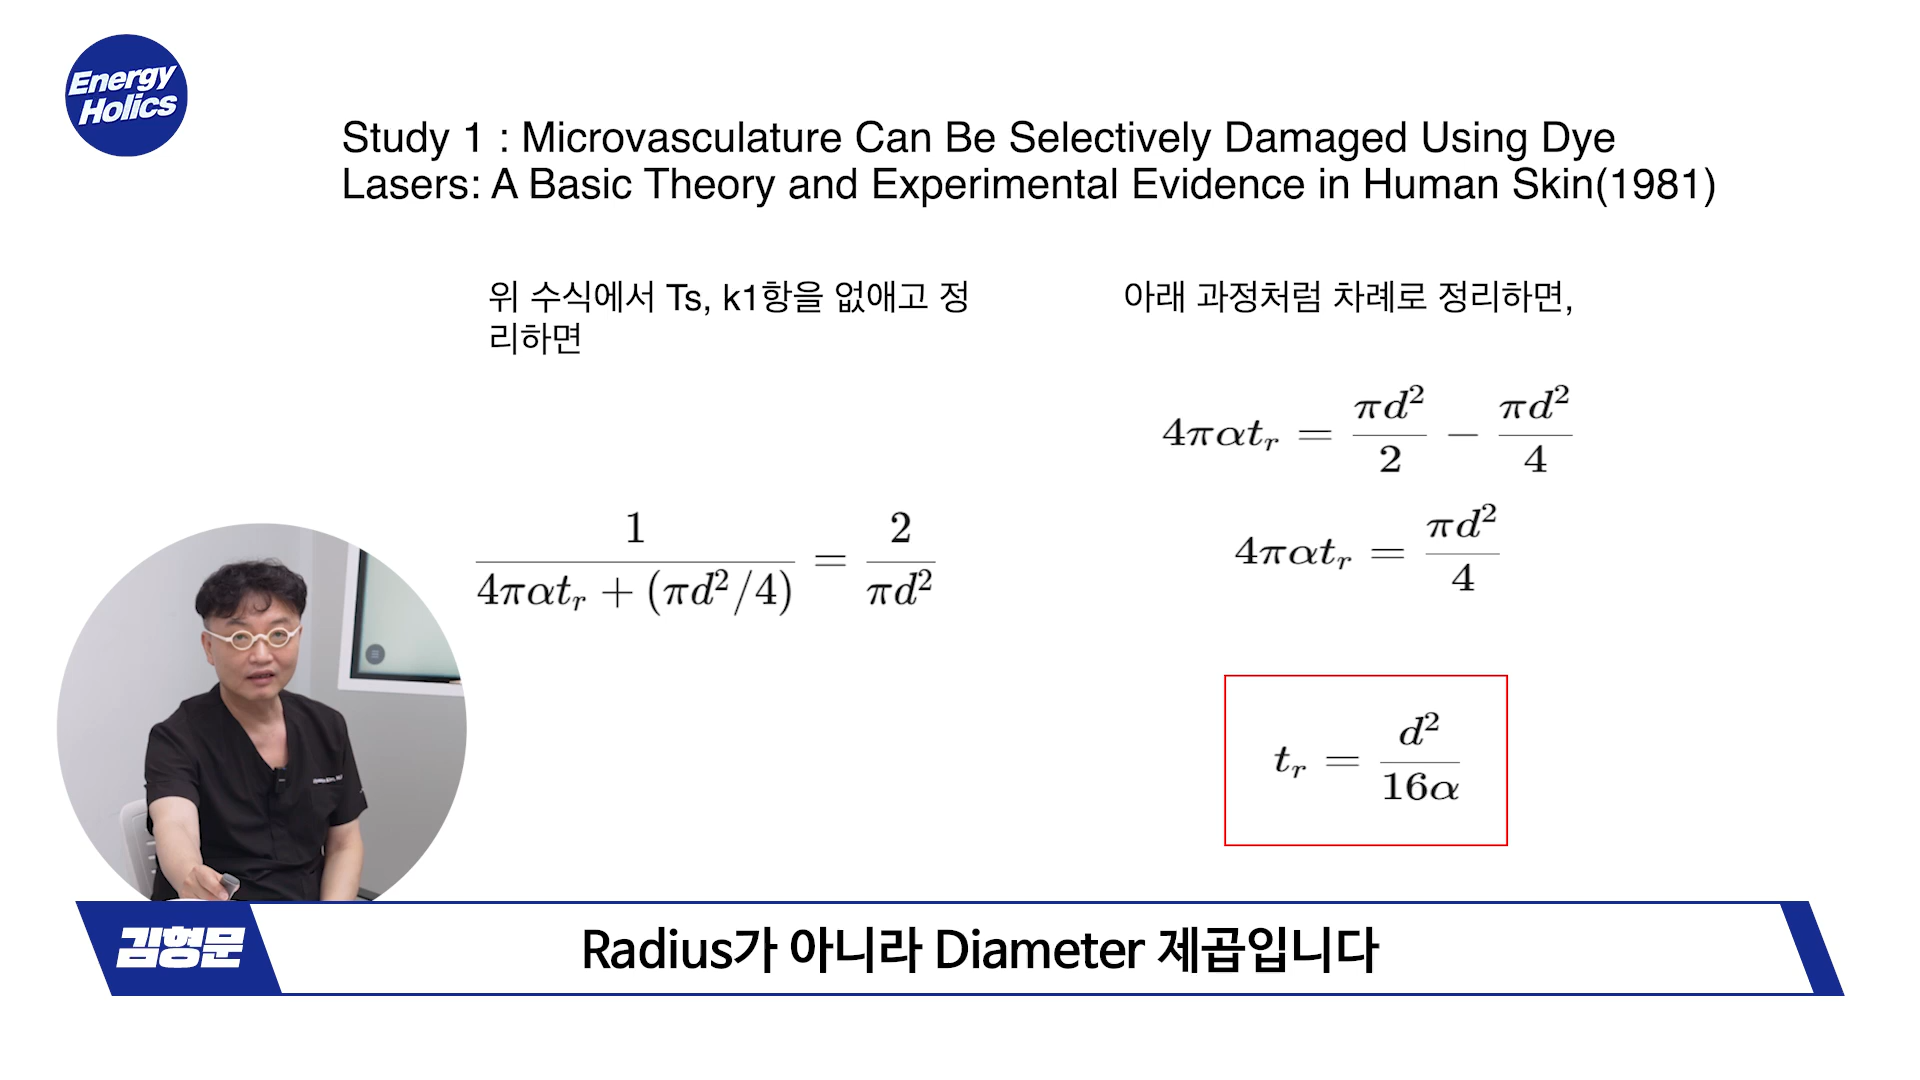 Energy
Holics
Study 1 : Microvasculature Can Be Selectively Damaged Using Dye
Lasers: A Basic Theory and Experimental Evidence in Human Skin(1981)
위 수식에서 Ts, k1항을 없애고 정
리하면
1/(4παt_r + (πd²/4)) = 2/(πd²)
아래 과정처럼 차례로 정리하면,
4παt_r = πd²/2 − πd²/4
4παt_r = πd²/4
t_r = d²/(16α)
김형문
Radius가 아니라 Diameter 제곱입니다